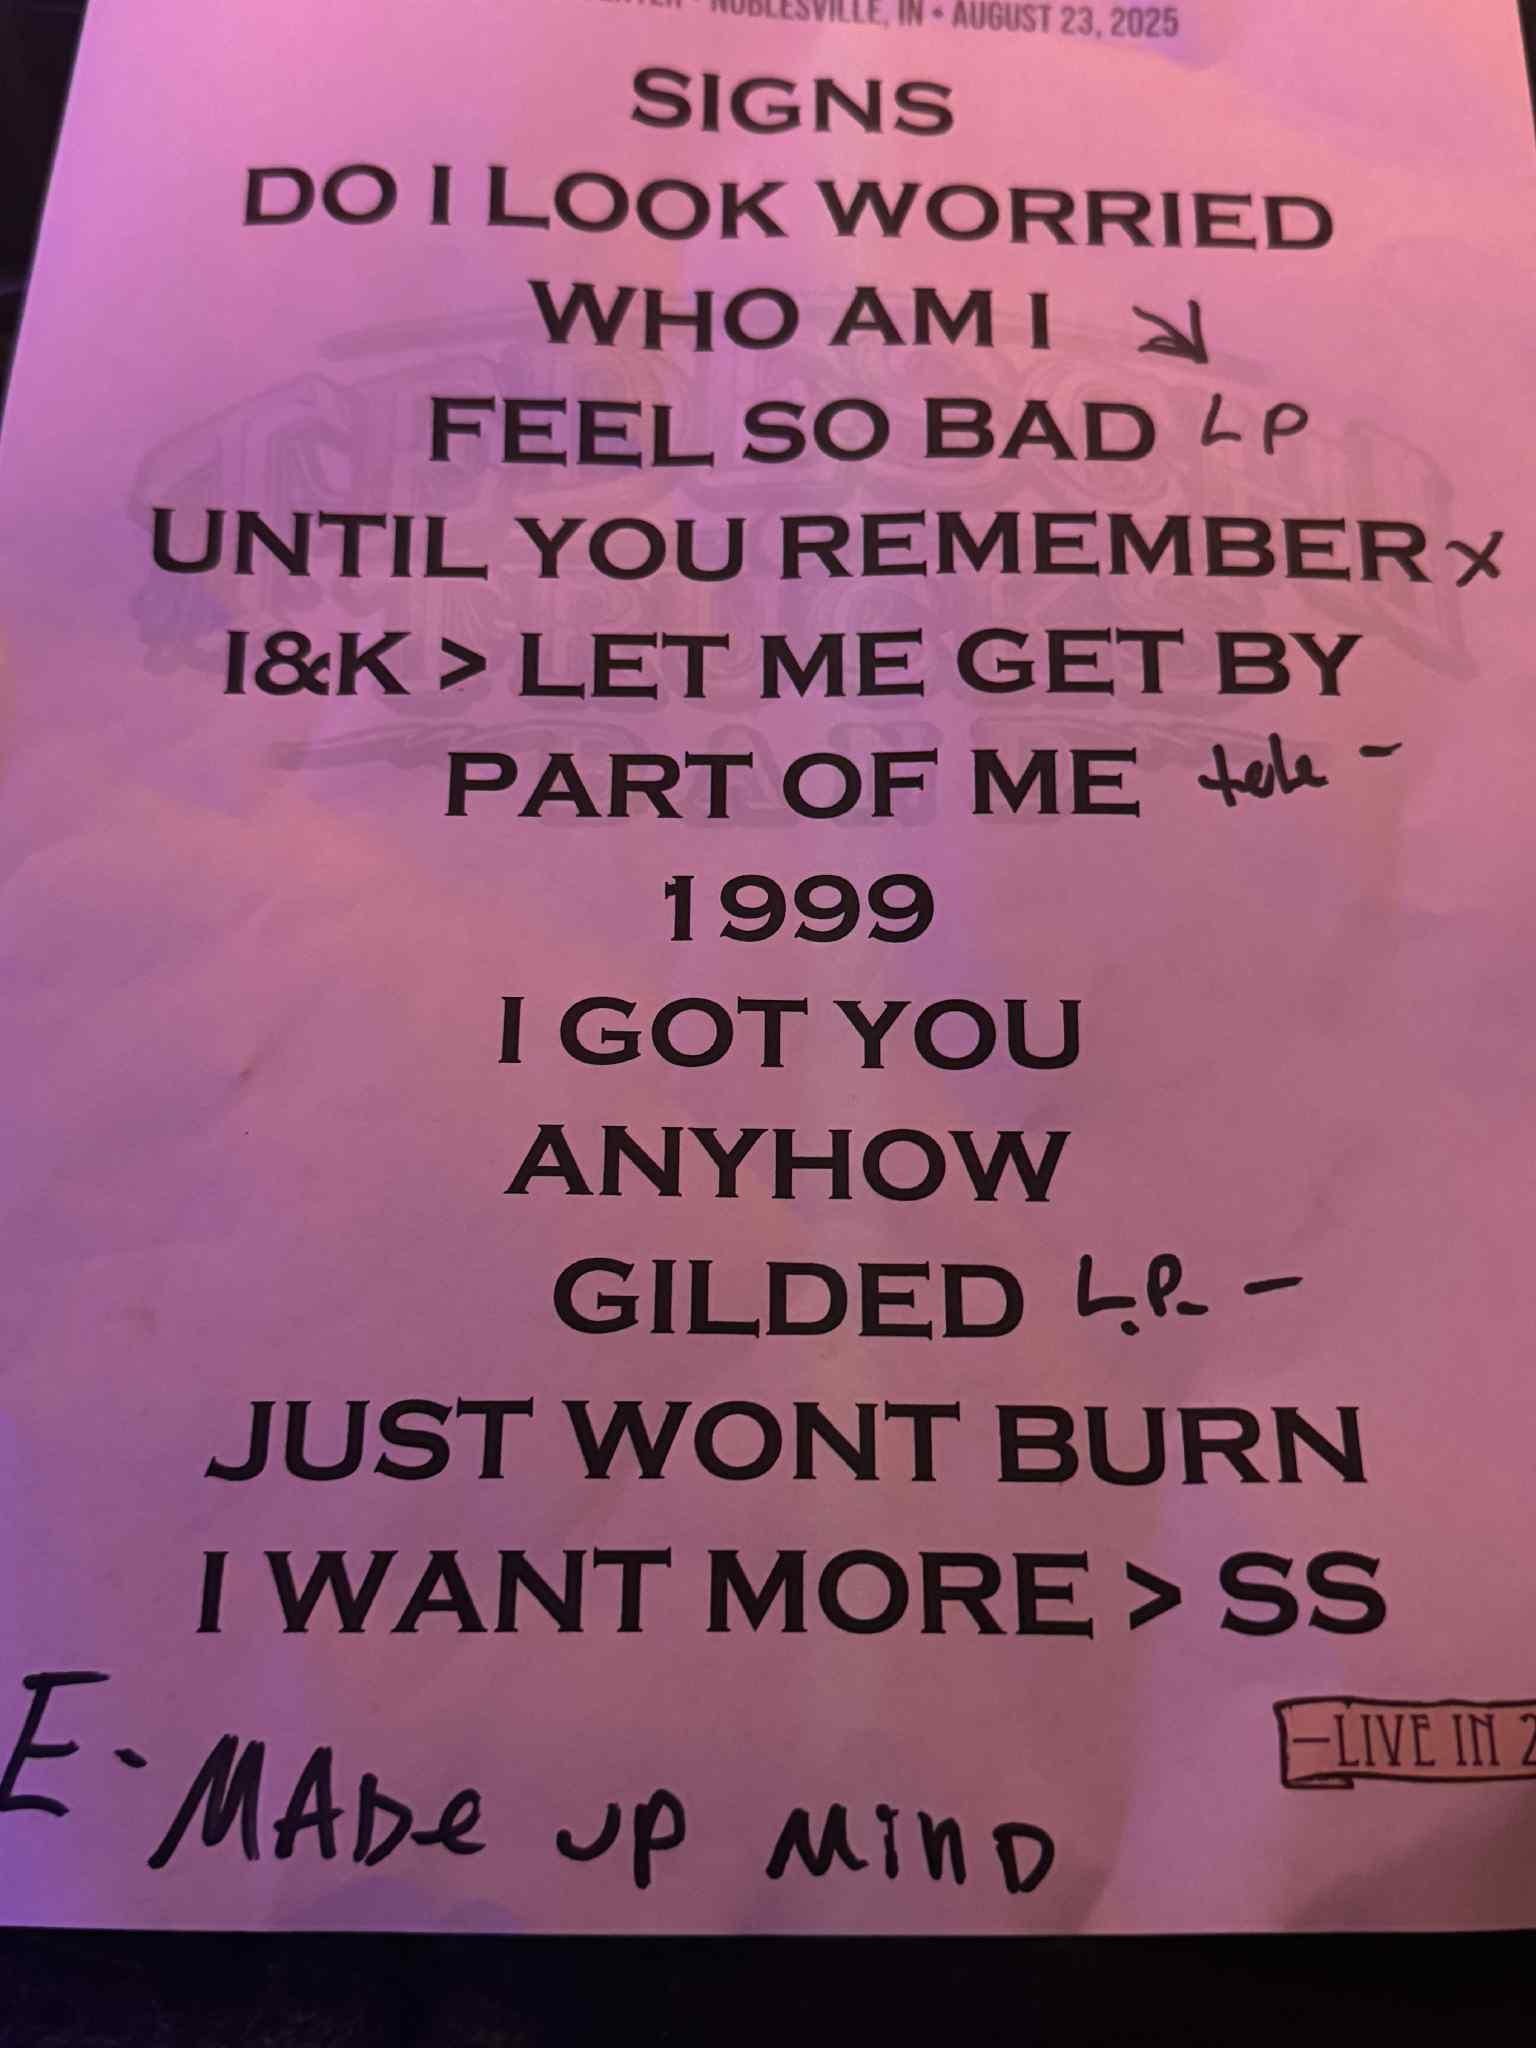 NOBLESVILLE, IN • AUGUST 23, 2025
SIGNS
DO I LOOK WORRIED
WHO AM I
FEEL SO BAD LP
UNTIL YOU REMEMBER X
I&K > LET ME GET BY
PART OF ME tele -
1999
I GOT YOU
ANYHOW
GILDED L.P. -
JUST WONT BURN
I WANT MORE > SS
—LIVE IN 2
E - MADe UP MinD